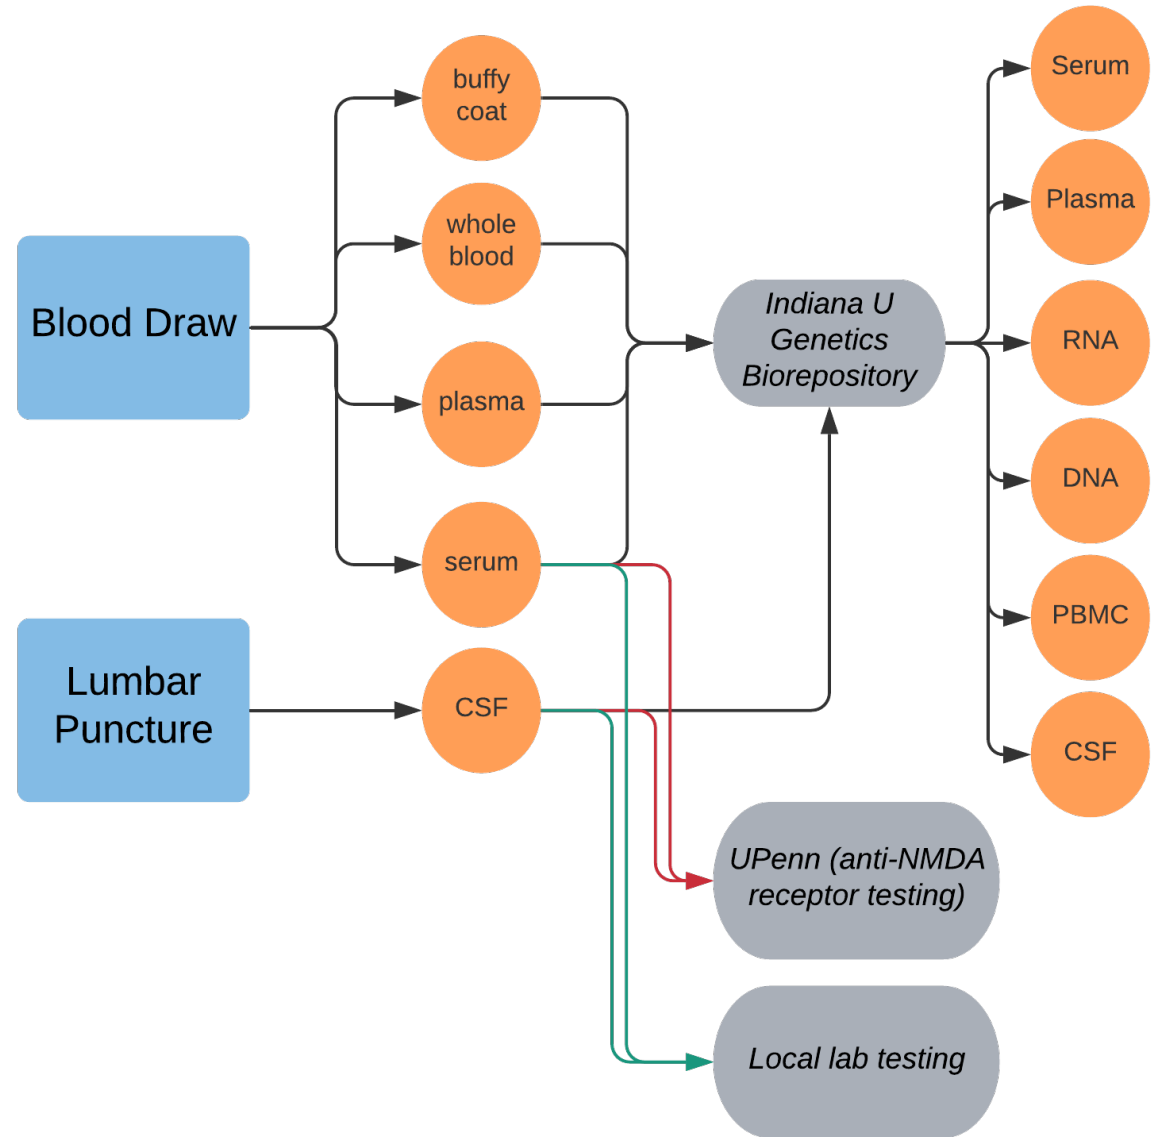 Blood Draw
Lumbar
Puncture
buffy
coat
whole
blood
plasma
serum
CSF
Indiana U
Genetics
Biorepository
UPenn (anti-NMDA
receptor testing)
Local lab testing
Serum
Plasma
RNA
DNA
PBMC
CSF